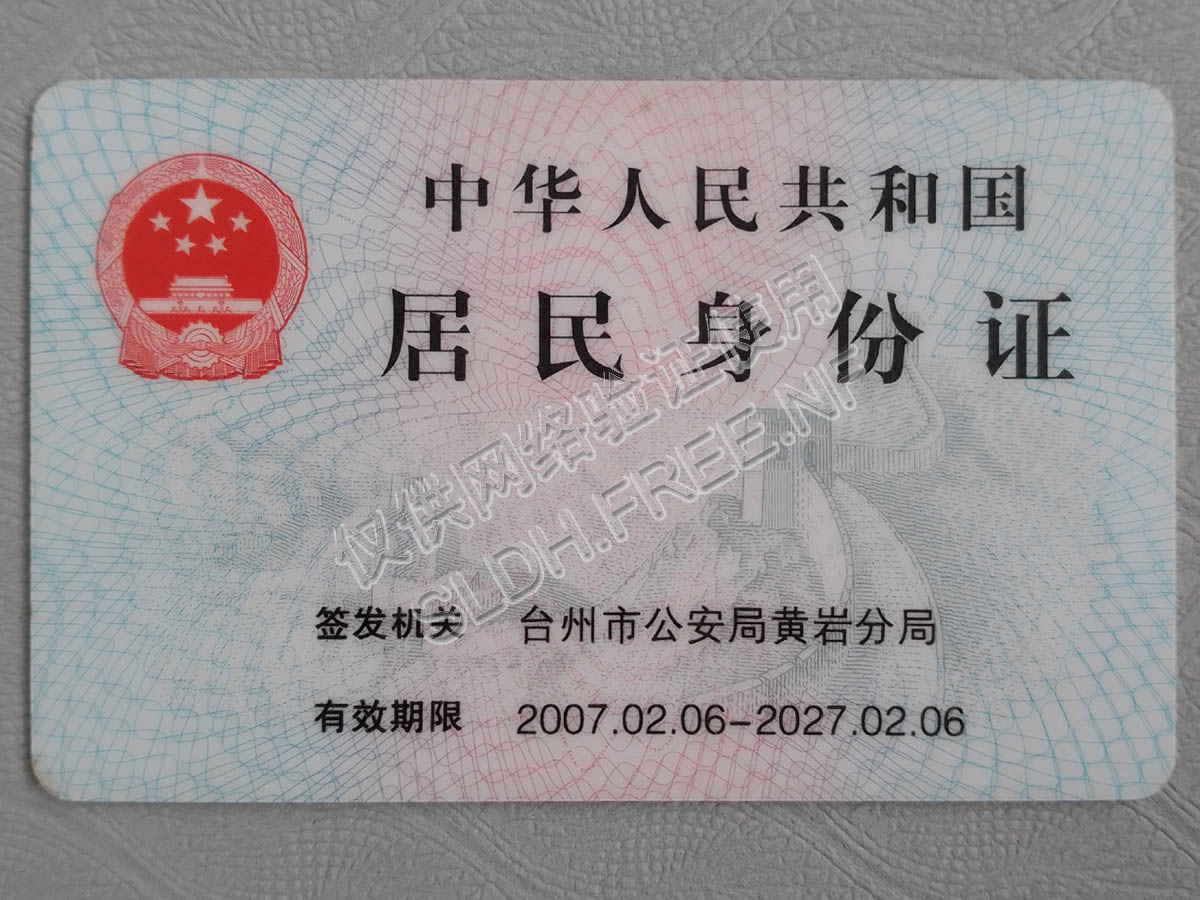 中华人民共和国
居民身份证
仅供网络验证使用
SLDH.FREE.NF
签发机关 台州市公安局黄岩分局
有效期限 2007.02.06-2027.02.06